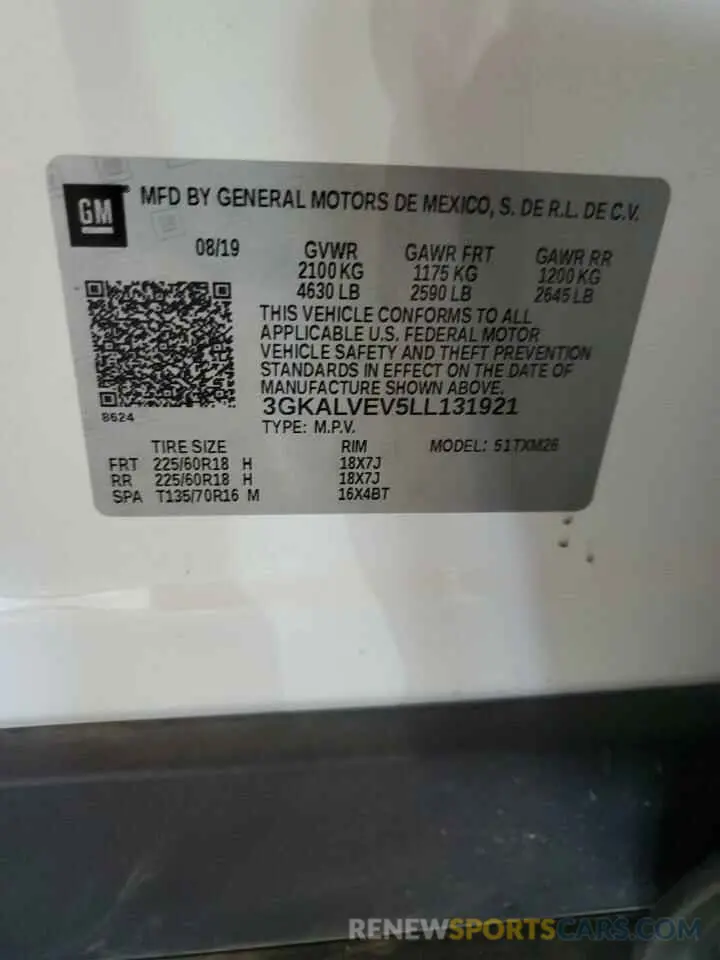 GM ® MFD BY GENERAL MOTORS DE MEXICO, S. DE R.L. DE C.V.
08/19 GVWR GAWR FRT GAWR RR
2100 KG 1175 KG 1200 KG
4630 LB 2590 LB 2645 LB
THIS VEHICLE CONFORMS TO ALL
APPLICABLE U.S. FEDERAL MOTOR
VEHICLE SAFETY AND THEFT PREVENTION
STANDARDS IN EFFECT ON THE DATE OF
MANUFACTURE SHOWN ABOVE.
8624 3GKALVEV5LL131921
TYPE: M.P.V.
TIRE SIZE RIM MODEL: 51TXM26
FRT 225/60R18 H 18X7J
RR 225/60R18 H 18X7J
SPA T135/70R16 M 16X4BT
RENEWSPORTSCARS.COM